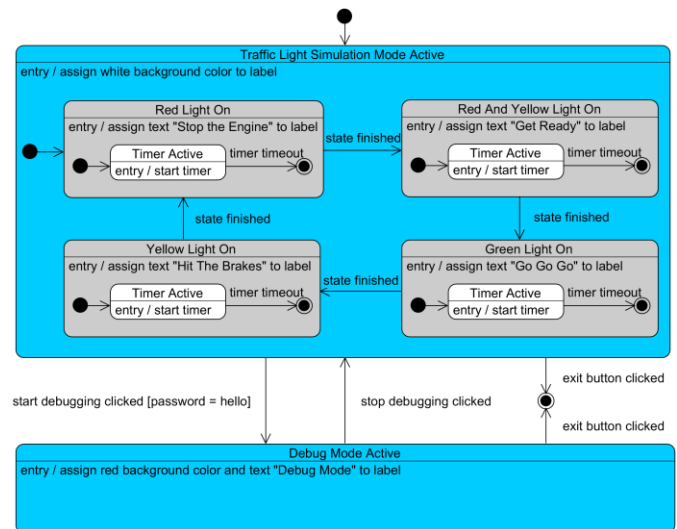 Traffic Light Simulation Mode Active
entry / assign white background color to label
Red Light On
entry / assign text "Stop the Engine" to label
Timer Active
entry / start timer
timer timeout
state finished
Red And Yellow Light On
entry / assign text "Get Ready" to label
Timer Active
entry / start timer
timer timeout
state finished
state finished
Yellow Light On
entry / assign text "Hit The Brakes" to label
Timer Active
entry / start timer
timer timeout
state finished
Green Light On
entry / assign text "Go Go Go" to label
Timer Active
entry / start timer
timer timeout
start debugging clicked [password = hello]
stop debugging clicked
exit button clicked
exit button clicked
Debug Mode Active
entry / assign red background color and text "Debug Mode" to label